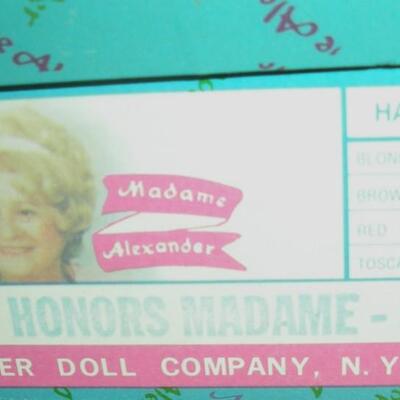 HA
BLON
BROW
RED
TOSCA
Madame
Alexander
HONORS MADAME -
ER DOLL COMPANY, N. Y